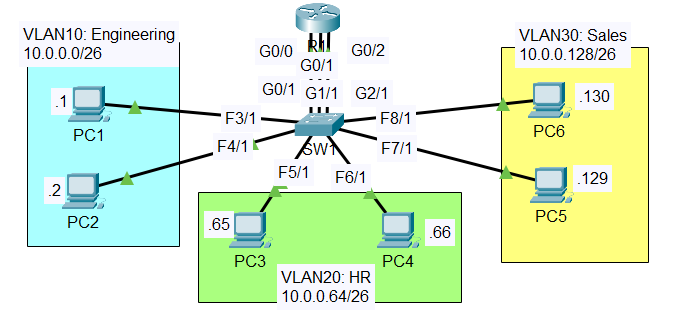 VLAN10: Engineering
10.0.0.0/26
.1
PC1
.2
PC2
R1
G0/0
G0/2
G0/1
G0/1
G1/1
G2/1
SW1
F3/1
F4/1
F5/1
F6/1
F8/1
F7/1
VLAN30: Sales
10.0.0.128/26
.130
PC6
.129
PC5
.65
PC3
.66
PC4
VLAN20: HR
10.0.0.64/26